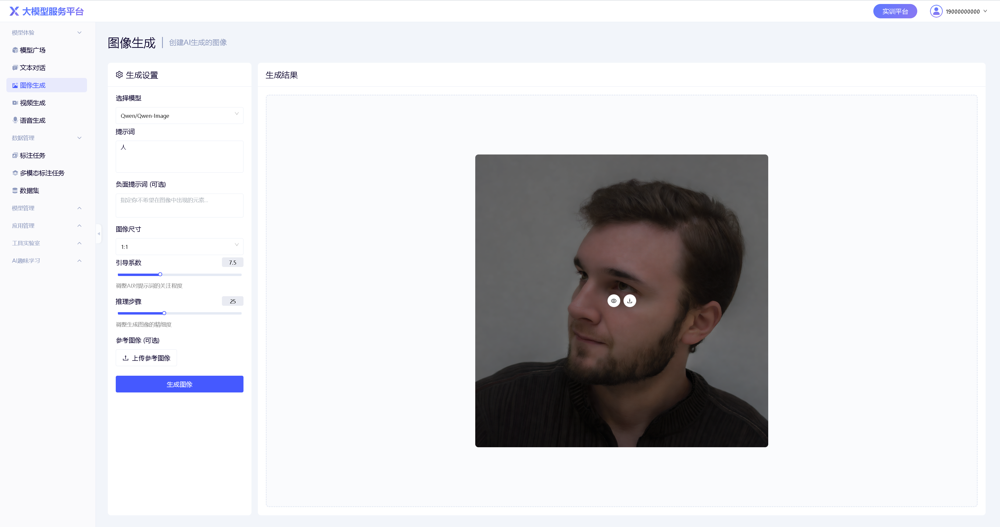 大模型服务平台
实训平台
19000000000
模型体验
模型广场
文本对话
图像生成
视频生成
语音生成
数据管理
标注任务
多模态标注任务
数据集
模型管理
应用管理
工具实验室
AI趣味学习
图像生成
创建AI生成的图像
生成设置
选择模型
Qwen/Qwen-Image
提示词
人
负面提示词 (可选)
指定你不希望在图像中出现的元素...
图像尺寸
1:1
引导系数
7.5
调整AI对提示词的关注程度
推理步骤
25
调整生成图像的精细度
参考图像 (可选)
上传参考图像
生成图像
生成结果